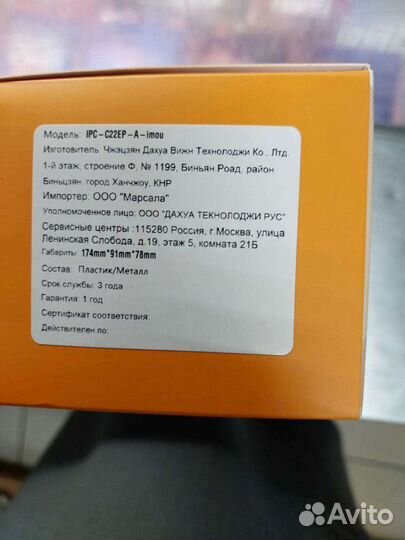 Модель: IPC-C22EP-A-imou
Изготовитель: Чжэцзян Дахуа Вижн Технолоджи Ко., Лтд.
1-й этаж, строение Ф. № 1199, Биньян Роад, район
Биньцзян, город Ханчжоу, КНР
Импортер: ООО "Марсала"
Уполномоченное лицо: ООО "ДАХУА ТЕКНОЛОДЖИ РУС"
Сервисные центры :115280 Россия, г.Москва, улица
Ленинская Слобода, д.19, этаж 5, комната 21Б
Габариты: 174mm*91mm*78mm
Состав: Пластик/Металл
Срок службы: 3 года
Гарантия: 1 год
Сертификат соответствия:
Действителен по:
Avito